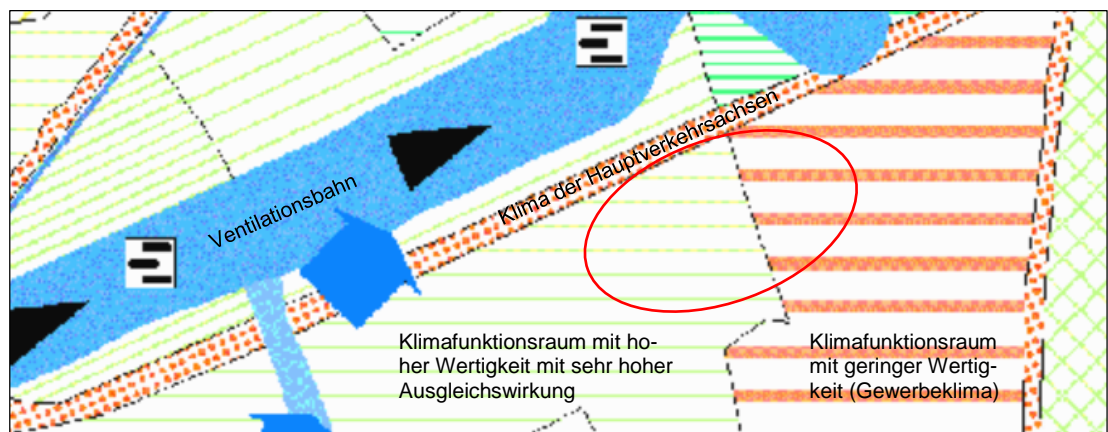 Klima der Hauptverkehrsachsen
Ventilationsbahn
Klimafunktionsraum mit ho-
her Wertigkeit mit sehr hoher
Ausgleichswirkung
Klimafunktionsraum
mit geringer Wertig-
keit (Gewerbeklima)